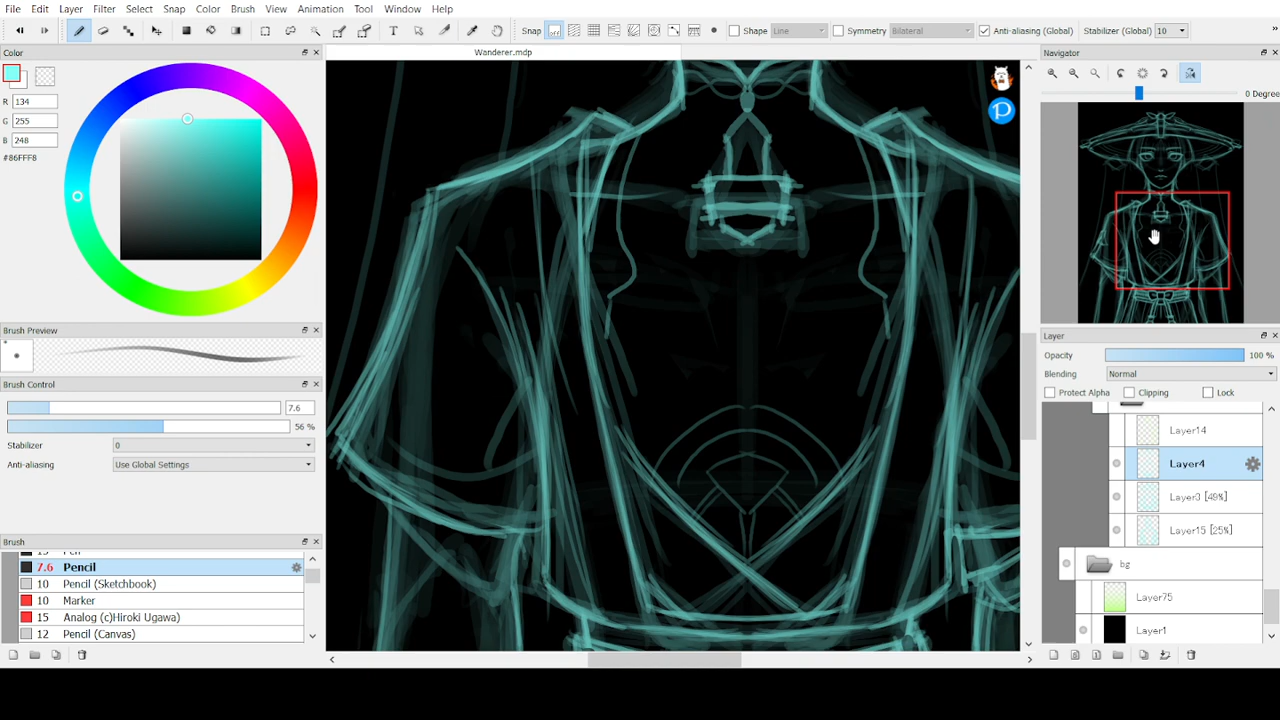 File Edit Layer Filter Select Snap Color Brush View Animation Tool Window Help
Snap Shape Line Symmetry Bilateral Anti-aliasing (Global) Stabilizer (Global) 10
Color
Wanderer.mdp
Navigator
R 134
G 255
B 248
#86FFF8
0 Degree
Brush Preview
Brush Control
7.6
56 %
Stabilizer 0
Anti-aliasing Use Global Settings
Brush
7.6 Pencil
10 Pencil (Sketchbook)
10 Marker
15 Analog (c)Hiroki Ugawa)
12 Pencil (Canvas)
Layer
Opacity 100 %
Blending Normal
Protect Alpha Clipping Lock
Layer14
Layer4
Layer3 [49%]
Layer15 [25%]
bg
Layer75
Layer1